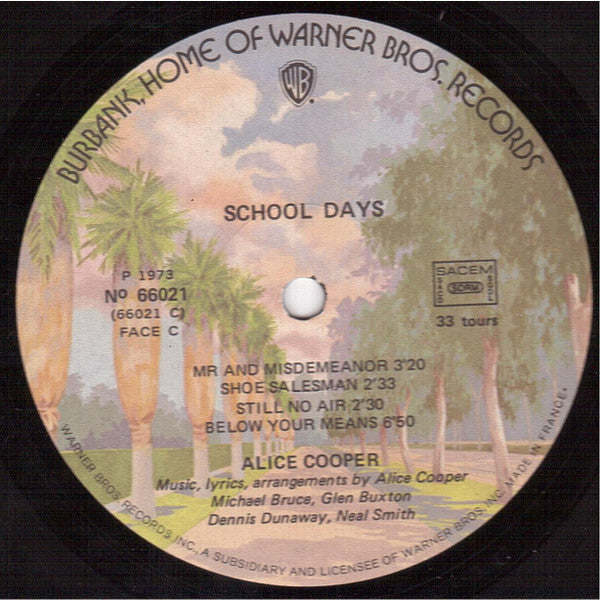 BURBANK, HOME OF WARNER BROS. RECORDS
WB
SCHOOL DAYS
P 1973
Nº 66021
(66021 C)
FACE C
SACEM
SACD
SDRM
SGDL
33 tours
MR AND MISDEMEANOR 3'20
SHOE SALESMAN 2'33
STILL NO AIR 2'30
BELOW YOUR MEANS 6'50
ALICE COOPER
Music, lyrics, arrangements by Alice Cooper
Michael Bruce, Glen Buxton
Dennis Dunaway, Neal Smith
WARNER BROS. RECORDS INC., A SUBSIDIARY AND LICENSEE OF WARNER BROS. INC. MADE IN FRANCE.